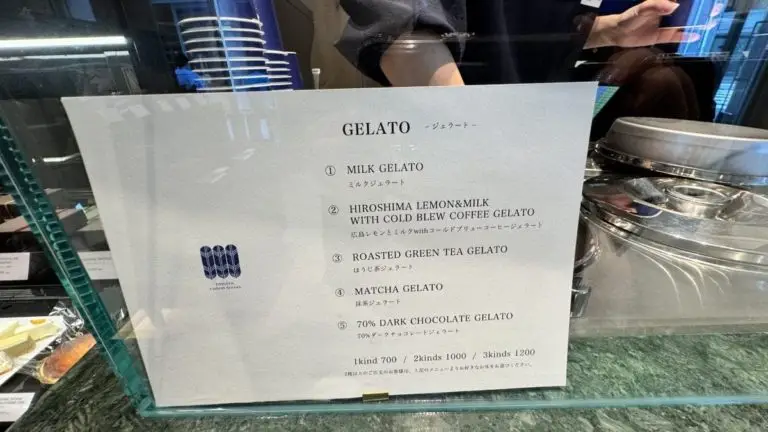 GELATO -ジェラート-
① MILK GELATO
ミルクジェラート
② HIROSHIMA LEMON&MILK
WITH COLD BLEW COFFEE GELATO
広島レモンとミルクwithコールドブリューコーヒージェラート
③ ROASTED GREEN TEA GELATO
ほうじ茶ジェラート
④ MATCHA GELATO
抹茶ジェラート
⑤ 70% DARK CHOCOLATE GELATO
70%ダークチョコレートジェラート
1kind 700 / 2kinds 1000 / 3kinds 1200